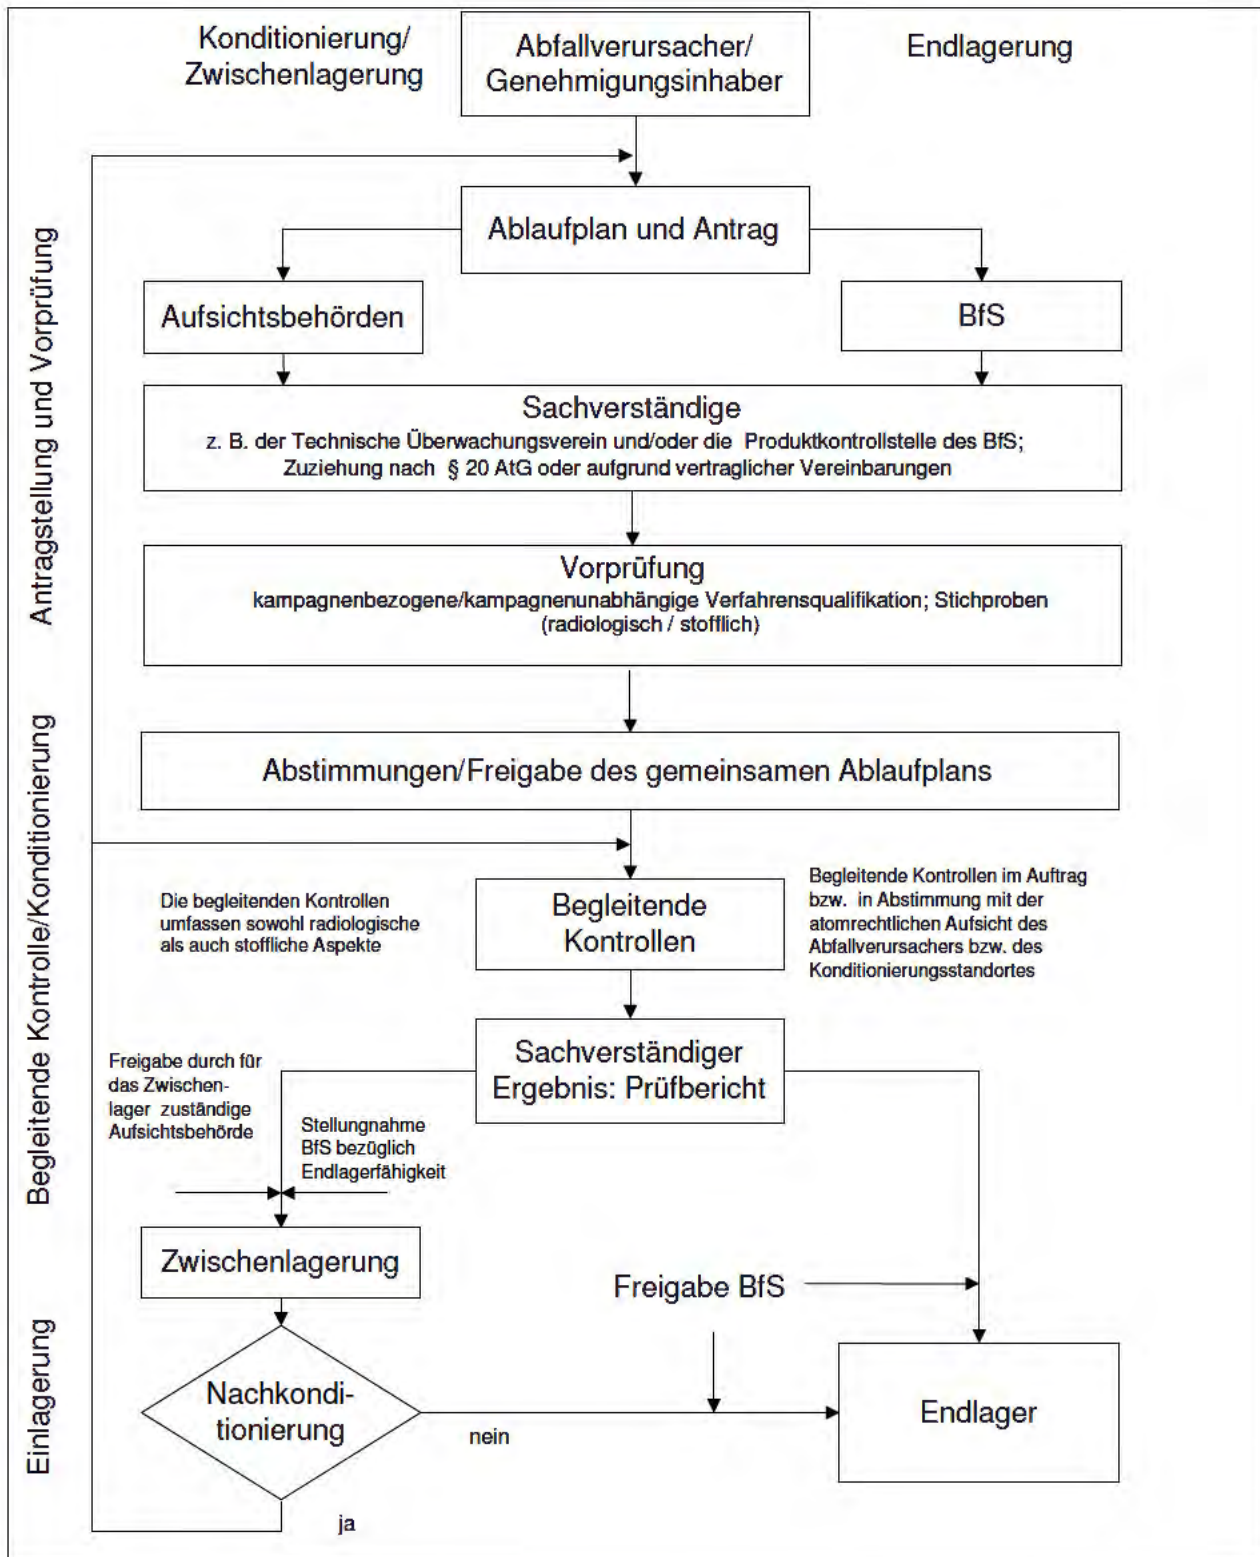 Konditionierung/
Zwischenlagerung
Abfallverursacher/
Genehmigungsinhaber
Endlagerung
Antragstellung und Vorprüfung
Ablaufplan und Antrag
Aufsichtsbehörden
BfS
Sachverständige
z. B. der Technische Überwachungsverein und/oder die Produktkontrollstelle des BfS;
Zuziehung nach § 20 AtG oder aufgrund vertraglicher Vereinbarungen
Vorprüfung
kampagnenbezogene/kampagnenunabhängige Verfahrensqualifikation; Stichproben
(radiologisch / stofflich)
Begleitende Kontrolle/Konditionierung
Abstimmungen/Freigabe des gemeinsamen Ablaufplans
Die begleitenden Kontrollen
umfassen sowohl radiologische
als auch stoffliche Aspekte
Begleitende
Kontrollen
Begleitende Kontrollen im Auftrag
bzw. in Abstimmung mit der
atomrechtlichen Aufsicht des
Abfallverursachers bzw. des
Konditionierungsstandortes
Sachverständiger
Ergebnis: Prüfbericht
Freigabe durch für
das Zwischen-
lager zuständige
Aufsichtsbehörde
Stellungnahme
BfS bezüglich
Endlagerfähigkeit
Zwischenlagerung
Freigabe BfS
Einlagerung
Nachkondi-
tionierung
nein
Endlager
ja